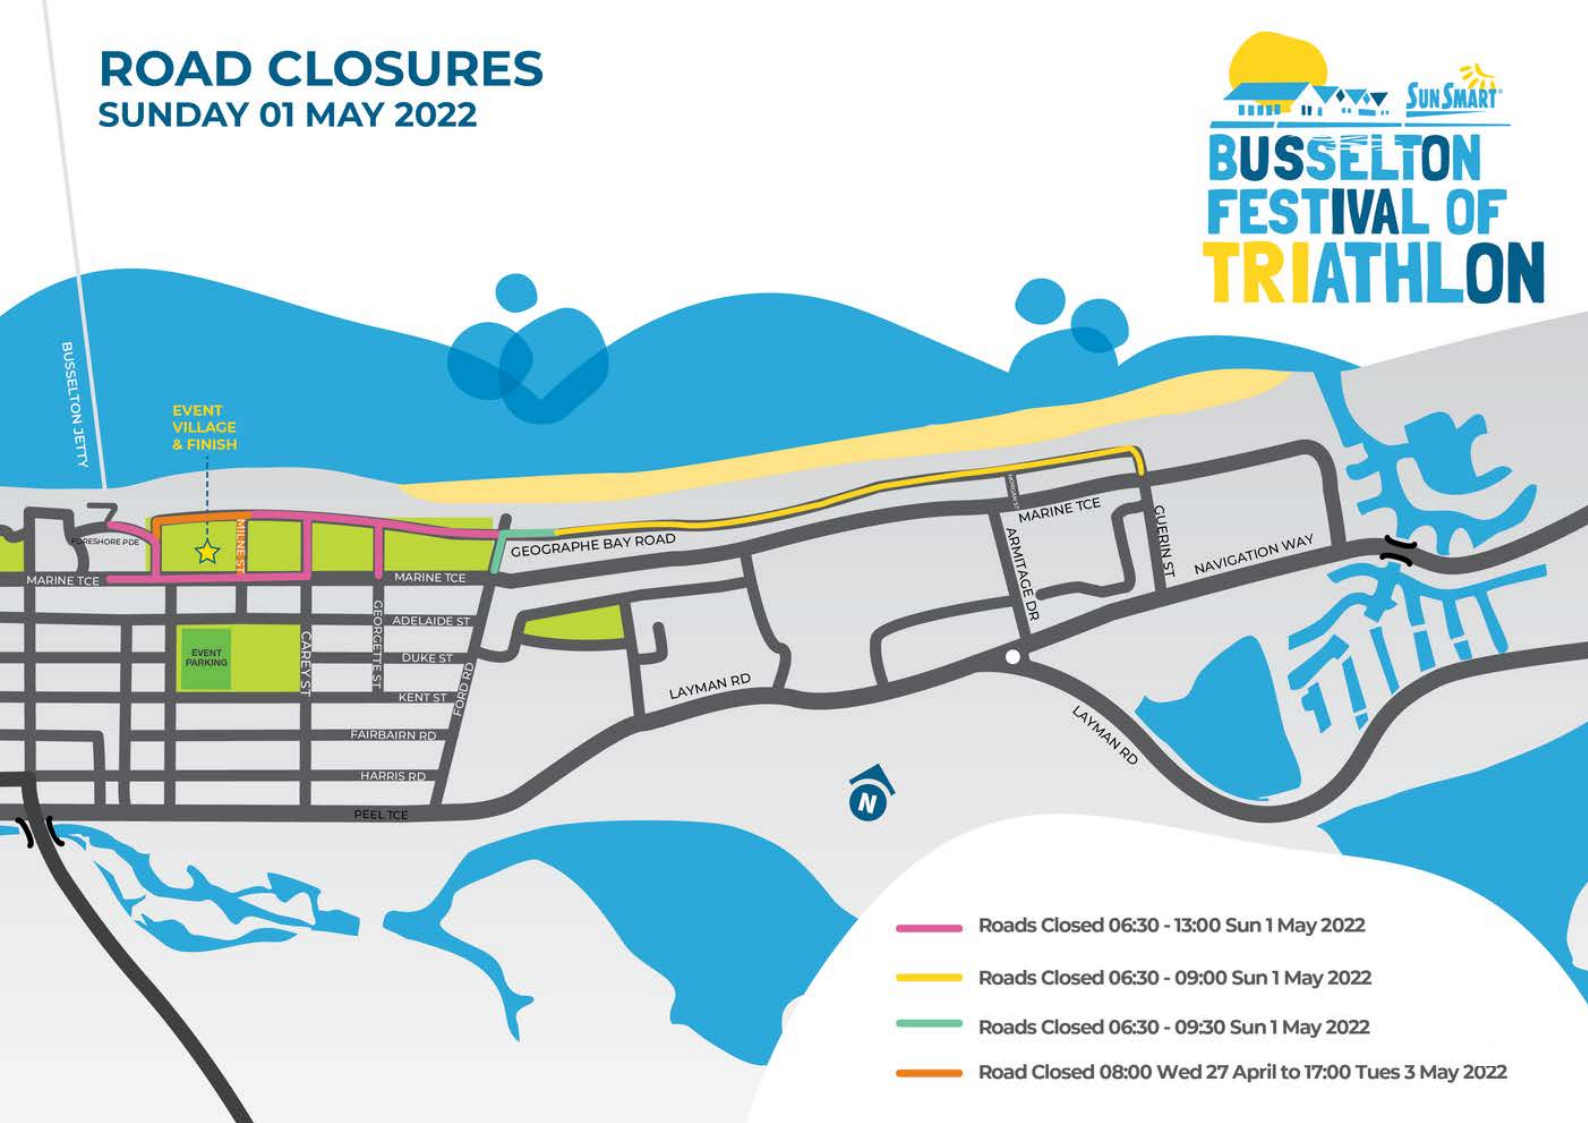 ROAD CLOSURES
SUNDAY 01 MAY 2022
SUNSMART
BUSSELTON
FESTIVAL OF
TRIATHLON
BUSSELTON JETTY
EVENT
VILLAGE
& FINISH
FORESHORE PDE
MILNE ST
MARINE TCE
MARINE TCE
GEOGRAPHE BAY ROAD
MORGAN ST
MARINE TCE
GUERIN ST
ARMITAGE DR
NAVIGATION WAY
GEORGETTE ST
ADELAIDE ST
CAREY ST
EVENT
PARKING
DUKE ST
KENT ST
FORD RD
LAYMAN RD
LAYMAN RD
FAIRBAIRN RD
HARRIS RD
PEEL TCE
N
Roads Closed 06:30 - 13:00 Sun 1 May 2022
Roads Closed 06:30 - 09:00 Sun 1 May 2022
Roads Closed 06:30 - 09:30 Sun 1 May 2022
Road Closed 08:00 Wed 27 April to 17:00 Tues 3 May 2022